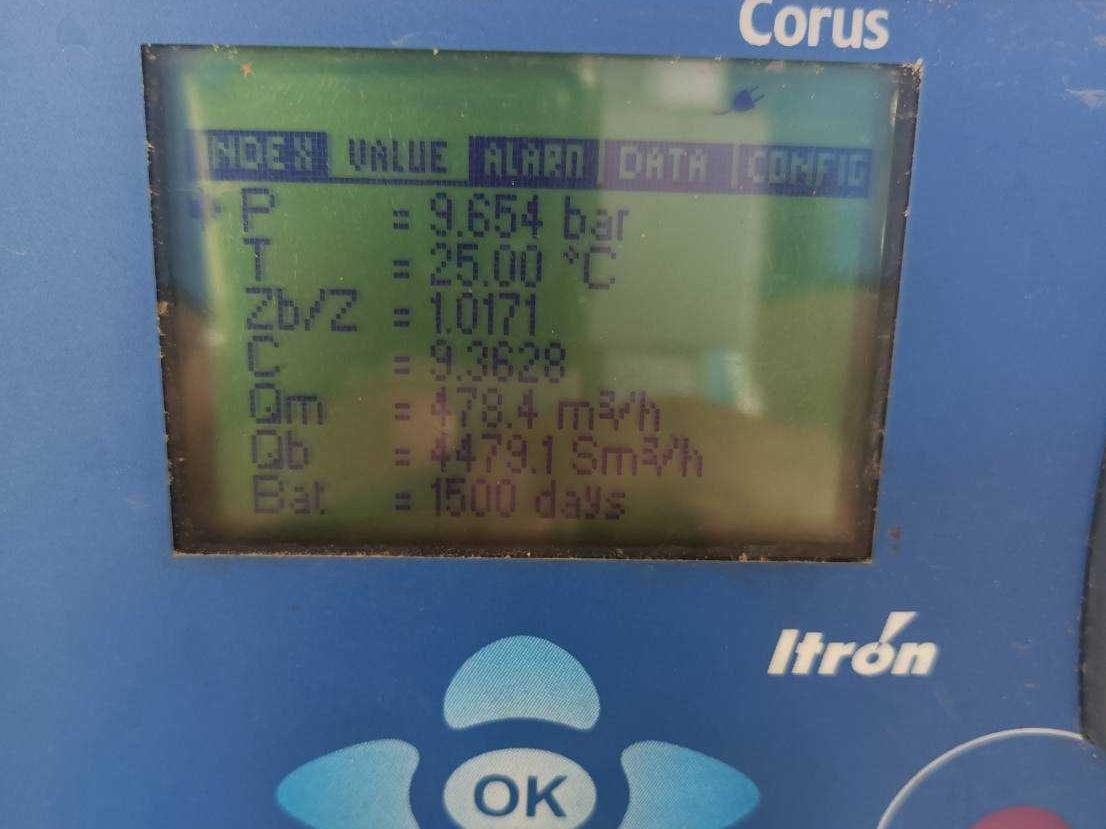 Corus
INDEX VALUE ALARM DATA CONFIG
P = 9.654 bar
T = 25.00 °C
Zb/Z = 1.0171
C = 9.3628
Qm = 478.4 m³/h
Qb = 4479.1 Sm³/h
Bat = 1500 days
Itrón
OK